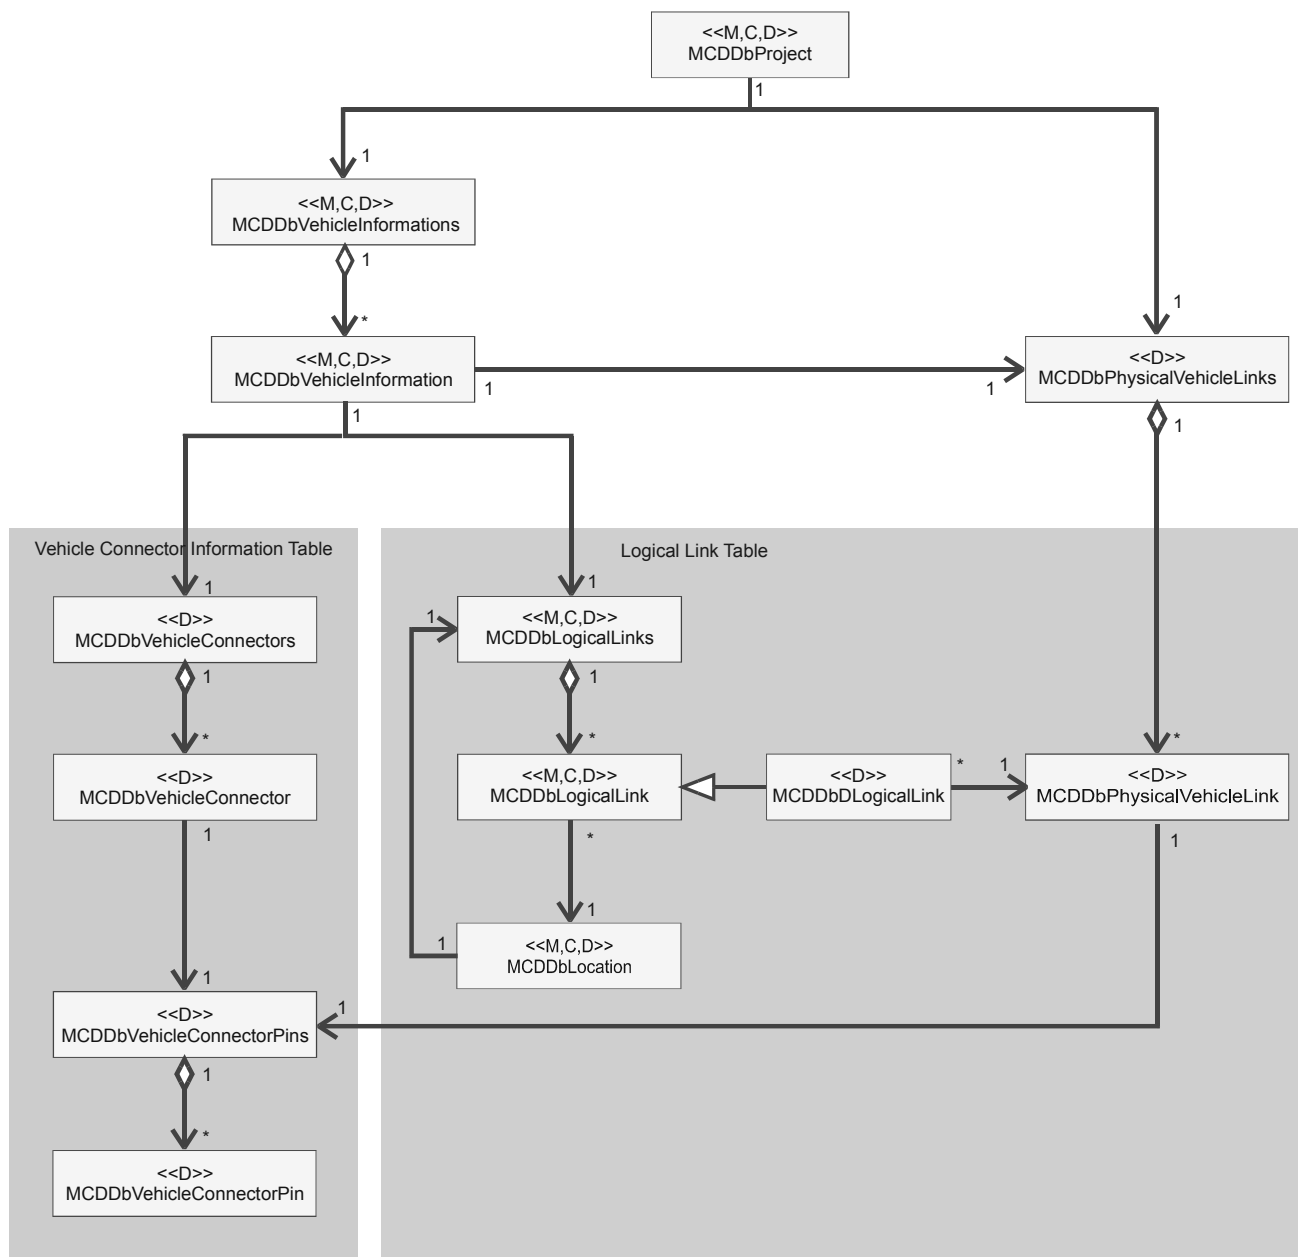 <<M,C,D>>
MCDDbProject
1
1
<<M,C,D>>
MCDDbVehicleInformations
1
*
1
<<M,C,D>>
MCDDbVehicleInformation
1
1
1
<<D>>
MCDDbPhysicalVehicleLinks
1
Vehicle Connector Information Table
Logical Link Table
1
<<D>>
MCDDbVehicleConnectors
1
*
1
1
<<M,C,D>>
MCDDbLogicalLinks
1
*
*
<<D>>
MCDDbVehicleConnector
1
<<M,C,D>>
MCDDbLogicalLink
*
<<D>>
MCDDbDLogicalLink
*
1
<<D>>
MCDDbPhysicalVehicleLink
1
1
1
<<M,C,D>>
MCDDbLocation
1
1
<<D>>
MCDDbVehicleConnectorPins
1
*
<<D>>
MCDDbVehicleConnectorPin